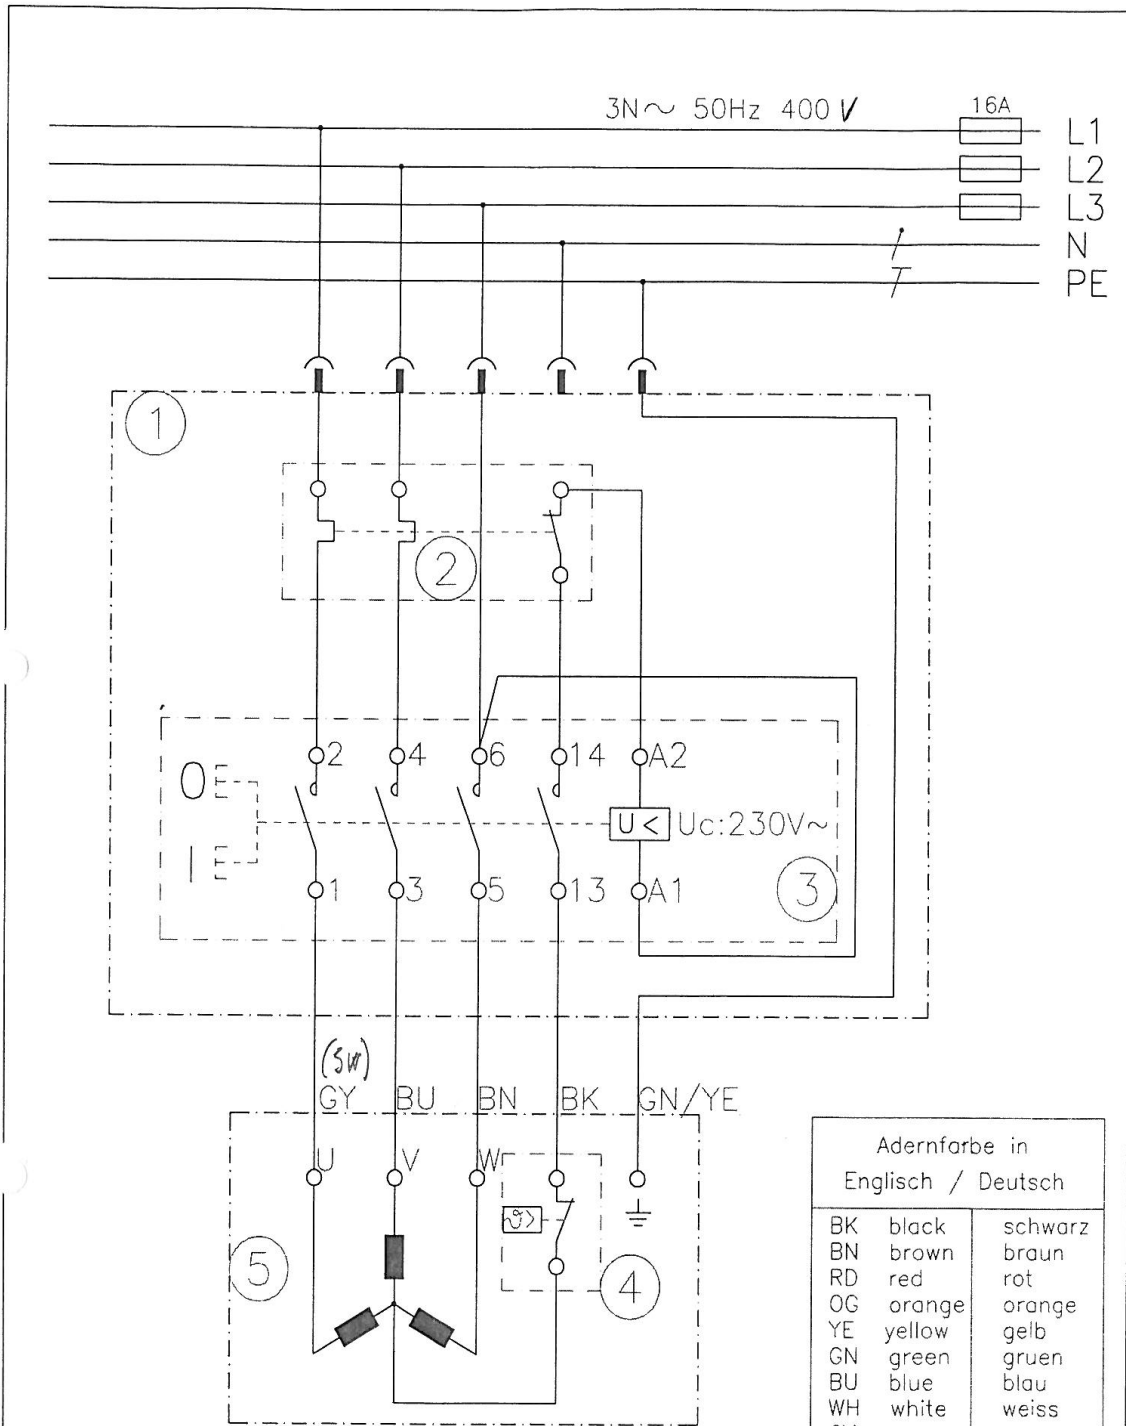 3N~ 50Hz 400 V
16A
L1
L2
L3
N
PE
1
2
2 4 6 14 A2
O
U< Uc:230V~
I
1 3 5 13 A1
3
(SW)
GY BU BN BK GN/YE
U V W
ϑ>
5
4
Adernfarbe in
Englisch / Deutsch
BK black schwarz
BN brown braun
RD red rot
OG orange orange
YE yellow gelb
GN green gruen
BU blue blau
WH white weiss